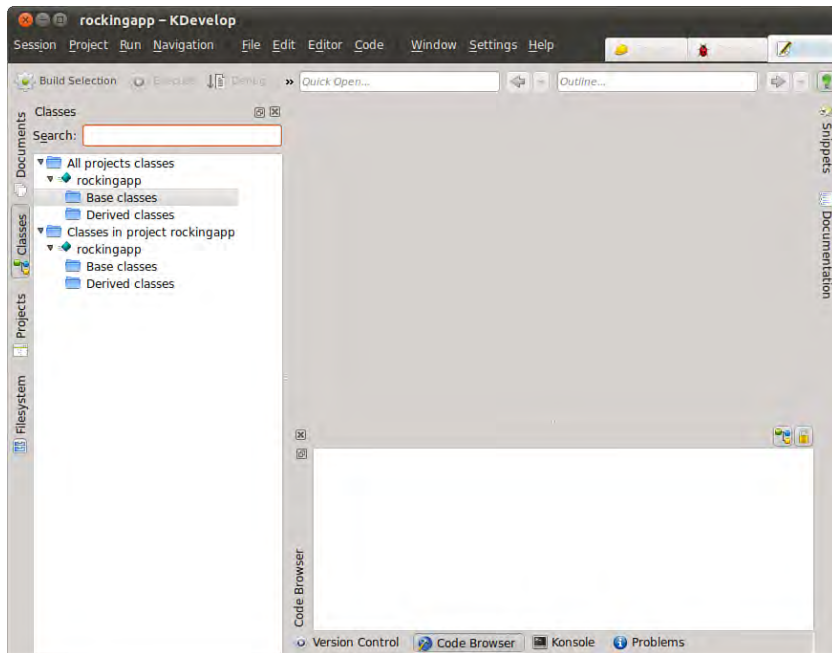 rockingapp – KDevelop
Session Project Run Navigation File Edit Editor Code Window Settings Help
Build Selection Execute Debug » Quick Open... Outline...
Classes
Search:
All projects classes
rockingapp
Base classes
Derived classes
Classes in project rockingapp
rockingapp
Base classes
Derived classes
Documents
Classes
Projects
Filesystem
Snippets
Documentation
Code Browser
Version Control Code Browser Konsole Problems